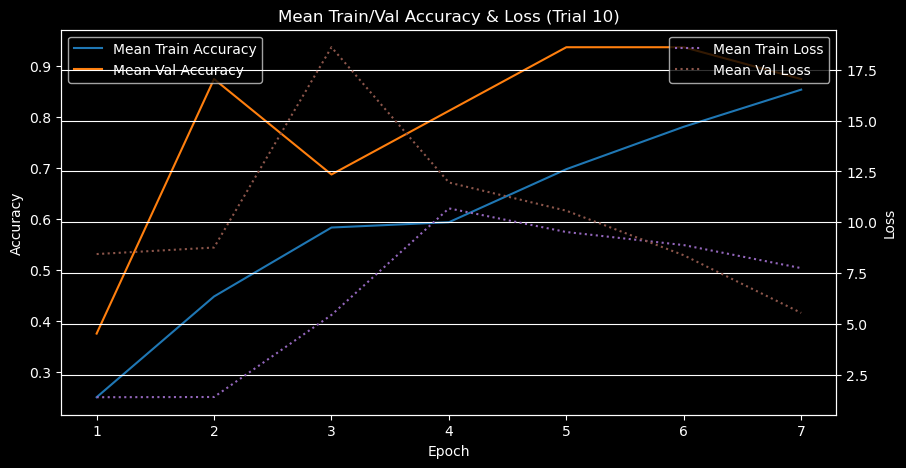 Mean Train/Val Accuracy & Loss (Trial 10)
Mean Train Accuracy
Mean Val Accuracy
Mean Train Loss
Mean Val Loss
Accuracy
0.9
0.8
0.7
0.6
0.5
0.4
0.3
17.5
15.0
12.5
10.0
7.5
5.0
2.5
Loss
1 2 3 4 5 6 7
Epoch